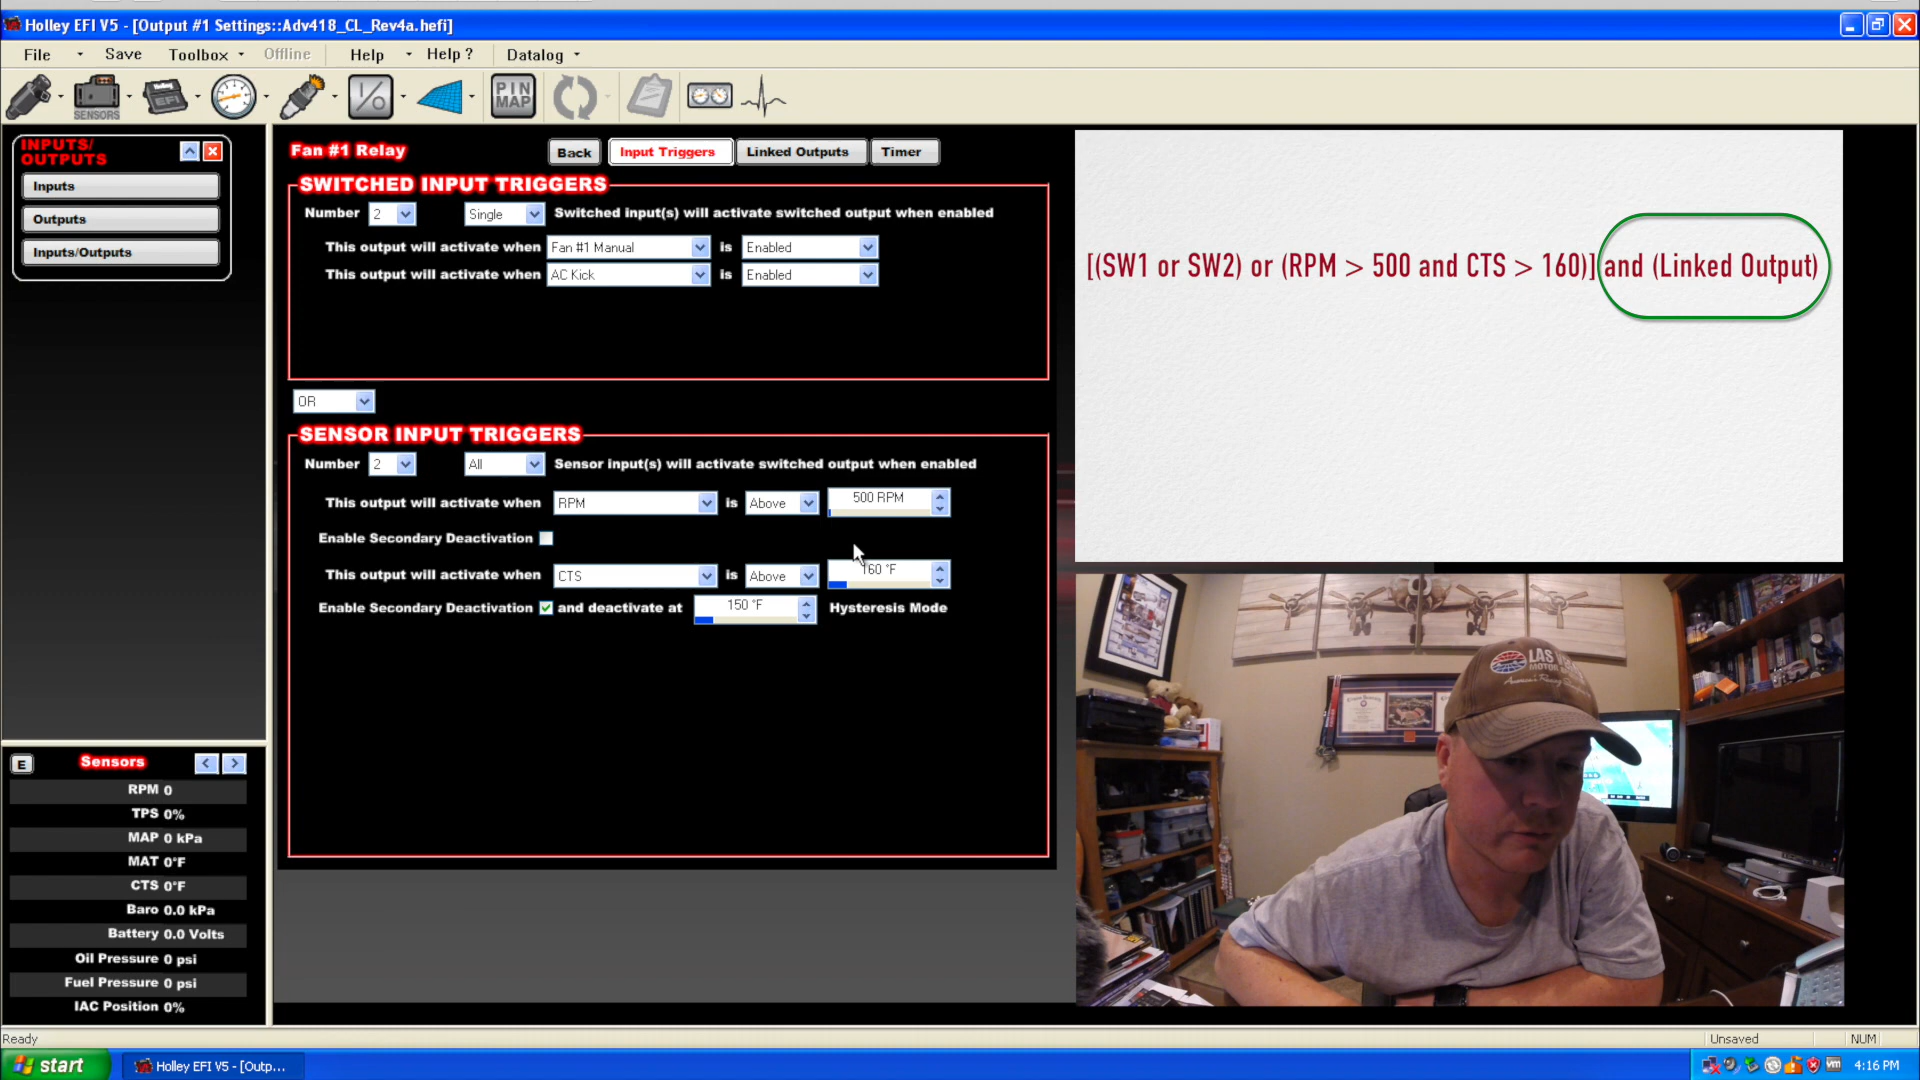 Holley EFI V5 - [Output #1 Settings::Adv418_CL_Rev4a.hefi]
File Save Toolbox Offline Help Help ? Datalog
SENSORS Holley EFI I/O PIN MAP
INPUTS/
OUTPUTS
Inputs
Outputs
Inputs/Outputs
Fan #1 Relay Back Input Triggers Linked Outputs Timer
SWITCHED INPUT TRIGGERS
Number 2 Single Switched input(s) will activate switched output when enabled
This output will activate when Fan #1 Manual is Enabled
This output will activate when AC Kick is Enabled
OR
SENSOR INPUT TRIGGERS
Number 2 All Sensor input(s) will activate switched output when enabled
This output will activate when RPM is Above 500 RPM
Enable Secondary Deactivation
This output will activate when CTS is Above 160 °F
Enable Secondary Deactivation and deactivate at 150 °F Hysteresis Mode
[(SW1 or SW2) or (RPM > 500 and CTS > 160)] and (Linked Output)
LAS
E Sensors
RPM 0
TPS 0%
MAP 0 kPa
MAT 0°F
CTS 0°F
Baro 0.0 kPa
Battery 0.0 Volts
Oil Pressure 0 psi
Fuel Pressure 0 psi
IAC Position 0%
Ready Unsaved NUM
start Holley EFI V5 - [Outp... 4:16 PM